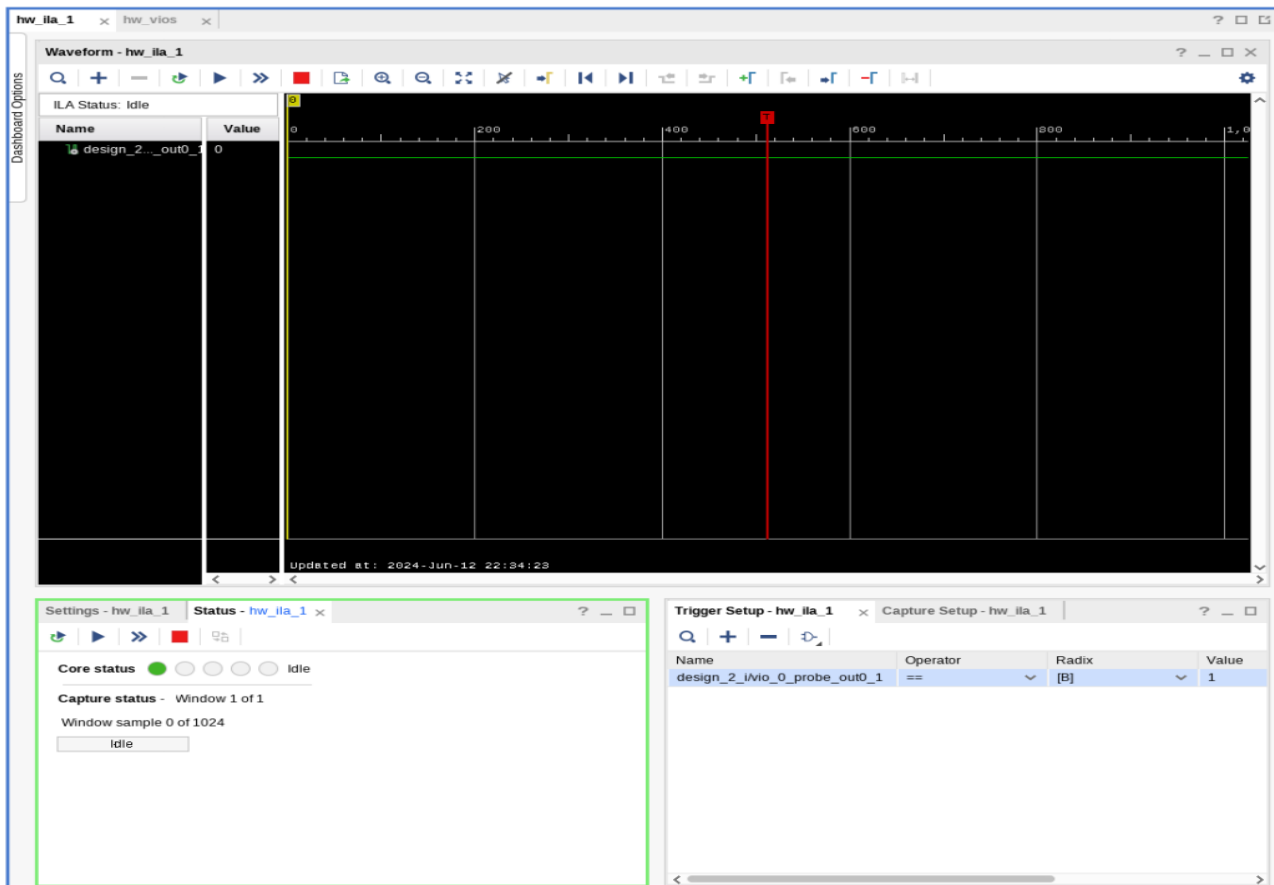 hw_ila_1 hw_vios
Dashboard Options
Waveform - hw_ila_1
ILA Status: Idle
Name Value
design_2..._out0_1 0
0
0 200 400 600 800 1,0
T
Updated at: 2024-Jun-12 22:34:23
Settings - hw_ila_1 Status - hw_ila_1
Core status Idle
Capture status - Window 1 of 1
Window sample 0 of 1024
Idle
Trigger Setup - hw_ila_1 Capture Setup - hw_ila_1
Name Operator Radix Value
design_2_i/vio_0_probe_out0_1 == [B] 1